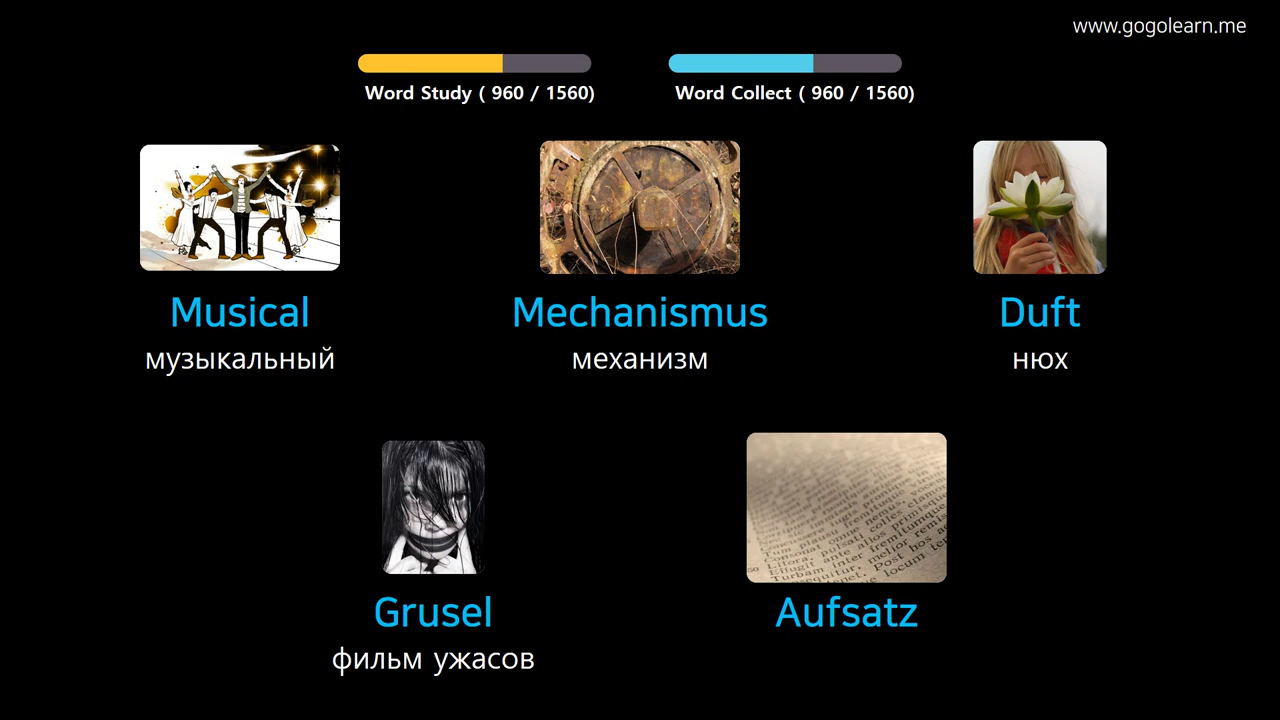 www.gogolearn.me
Word Study ( 960 / 1560)
Word Collect ( 960 / 1560)
Musical
музыкальный
Mechanismus
механизм
Duft
нюх
Grusel
фильм ужасов
Aufsatz